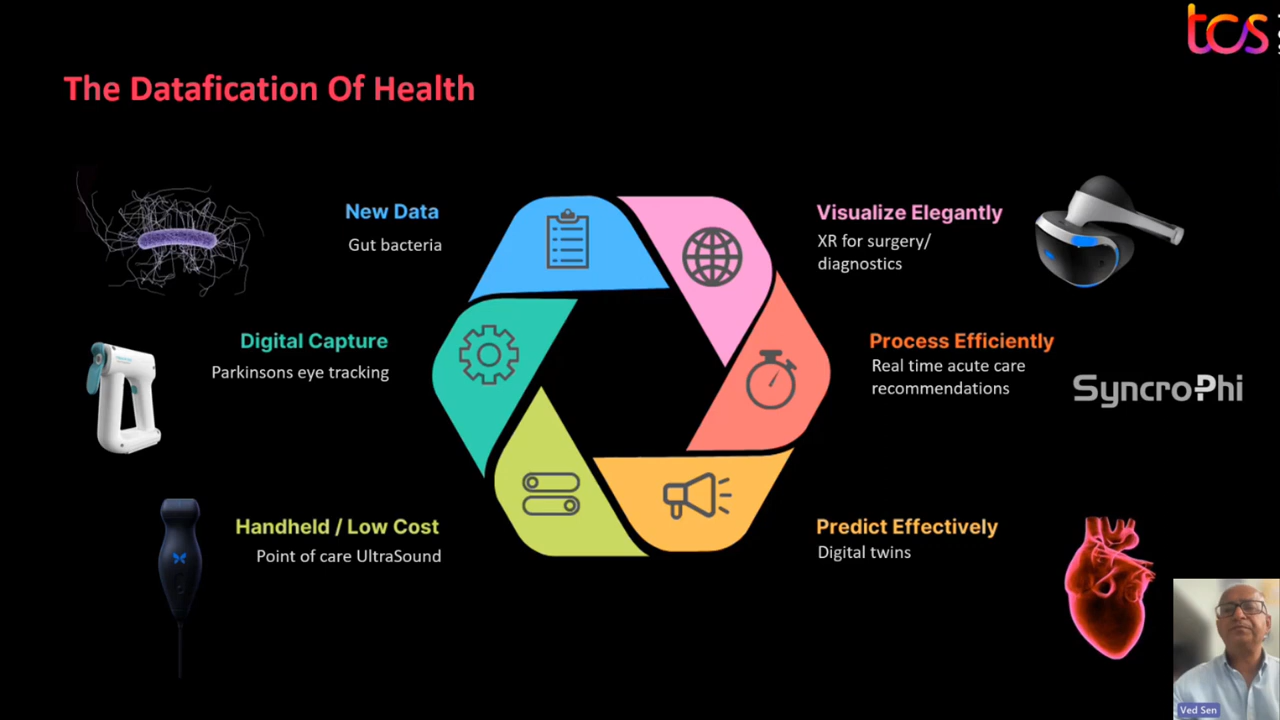 tcs
The Datafication Of Health
New Data
Gut bacteria
Visualize Elegantly
XR for surgery/
diagnostics
Digital Capture
Parkinsons eye tracking
Process Efficiently
Real time acute care
recommendations
SyncroPhi
Handheld / Low Cost
Point of care UltraSound
Predict Effectively
Digital twins
Ved Sen